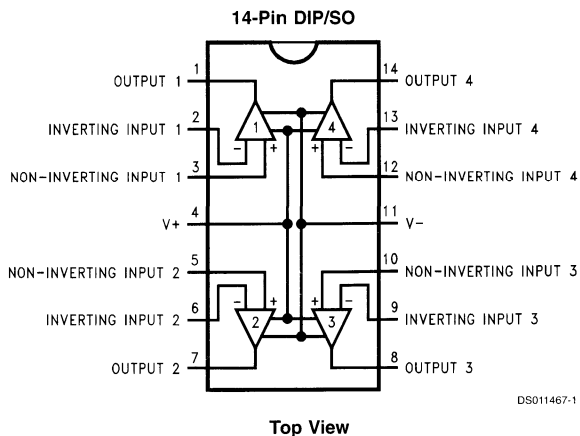 14-Pin DIP/SO
1
14
OUTPUT 1
OUTPUT 4
2
1
4
13
INVERTING INPUT 1
INVERTING INPUT 4
- +
+ -
3
12
NON-INVERTING INPUT 1
NON-INVERTING INPUT 4
4
11
V+
V-
5
10
NON-INVERTING INPUT 2
NON-INVERTING INPUT 3
- +
+ -
6
2
3
9
INVERTING INPUT 2
INVERTING INPUT 3
7
8
OUTPUT 2
OUTPUT 3
DS011467-1
Top View